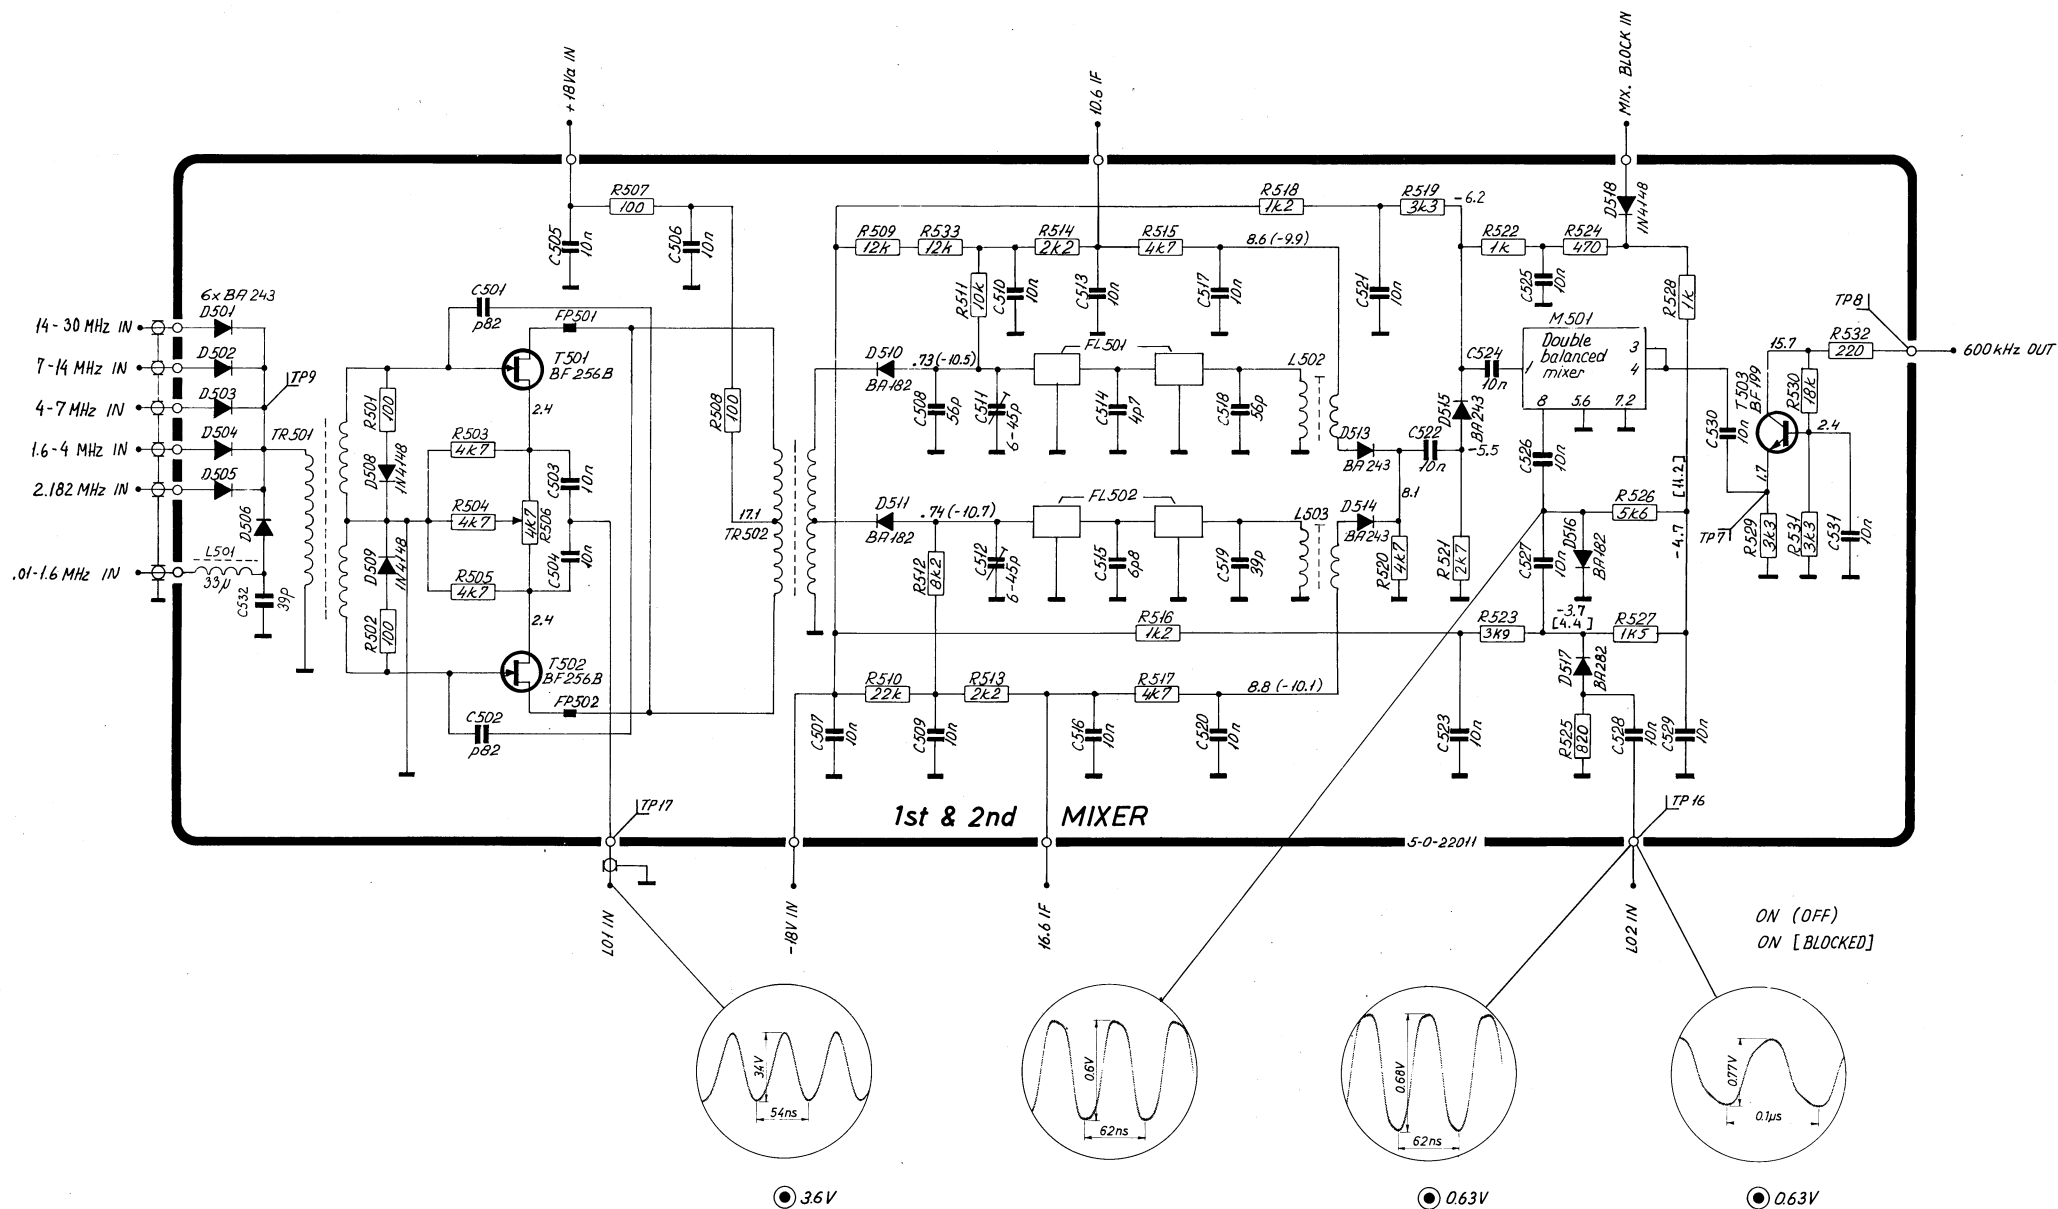 +18Va IN
10.6 IF
MIX. BLOCK IN
R507
100
C505
10n
C506
10n
R518
1k2
R519
3k3
-6.2
D518
1N4148
R509
12k
R533
12k
R514
2k2
R515
4k7
8.6 (-9.9)
R522
1k
R524
470
R511
10k
C510
10n
C513
10n
C517
10n
C521
10n
C525
10n
R528
1k
6xBA243
D501
14-30 MHz IN
D502
7-14 MHz IN
D503
4-7 MHz IN
D504
1.6-4 MHz IN
D505
2.182 MHz IN
D506
L501
33µ
.01-1.6 MHz IN
C532
39p
TP9
TR501
C501
p82
FP501
T501
BF256B
2.4
R501
100
D508
1N4148
R503
4k7
R504
4k7
R505
4k7
R506
4k7
C503
10n
C504
10n
D509
1N4148
R502
100
2.4
T502
BF256B
FP502
C502
p82
R508
100
17.1
TR502
D510
BA182
.73 (-10.5)
FL501
C508
56p
C511
6-45p
C514
4p7
C518
56p
L502
D513
BA243
C522
10n
D515
BA243
-5.5
C524
10n
M501
Double
balanced
mixer
1
3
4
8
5.6
7.2
TP8
R532
220
600kHz OUT
15.7
T503
BF199
R530
18k
2.4
C530
10n
1.7
TP7
R529
3k3
R531
3k3
C531
10n
D511
BA182
.74 (-10.7)
FL502
R512
8k2
C512
6-45p
C515
6p8
C519
39p
L503
D514
BA243
8.1
R520
4k7
R521
2k7
C526
10n
C527
10n
D516
BA182
R526
5k6
-4.7 [11.2]
R516
1k2
R523
3k9
-3.7
[4.4]
R527
1k5
D517
BA282
R510
22k
R513
2k2
R517
4k7
8.8 (-10.1)
C507
10n
C509
10n
C516
10n
C520
10n
C523
10n
R525
820
C528
10n
C529
10n
1st & 2nd MIXER
5-0-22011
TP17
TP16
LO1 IN
-18V IN
16.6 IF
LO2 IN
ON (OFF)
ON [BLOCKED]
34V
54ns
0.6V
62ns
0.68V
62ns
0.77V
0.1µs
3.6V
0.63V
0.63V